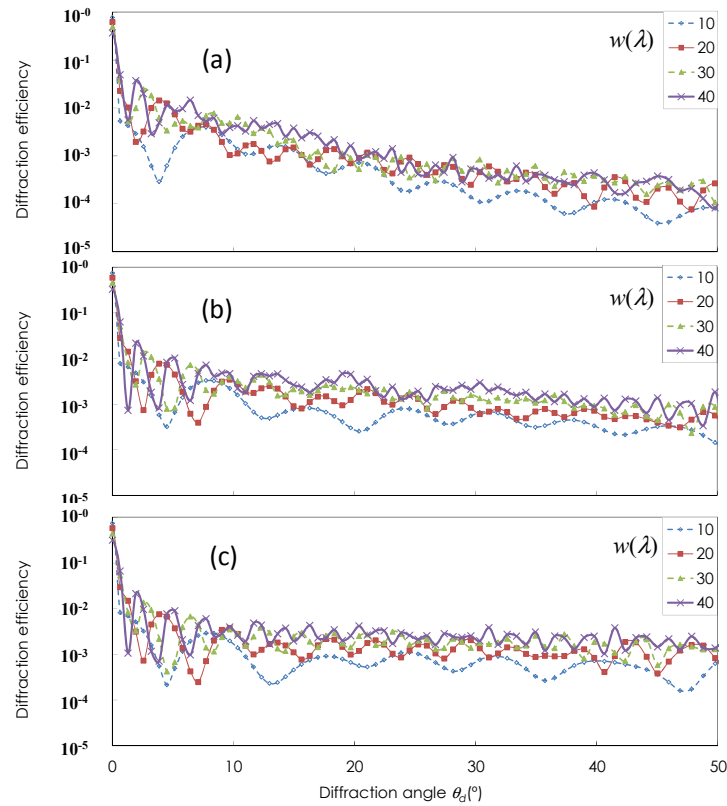 10⁻⁰
10⁻¹
10⁻²
10⁻³
10⁻⁴
10⁻⁵
Diffraction efficiency
(a)
w(λ)
10
20
30
40
10⁻⁰
10⁻¹
10⁻²
10⁻³
10⁻⁴
10⁻⁵
Diffraction efficiency
(b)
w(λ)
10
20
30
40
10⁻⁰
10⁻¹
10⁻²
10⁻³
10⁻⁴
10⁻⁵
Diffraction efficiency
(c)
w(λ)
10
20
30
40
0 10 20 30 40 50
Diffraction angle θd(°)